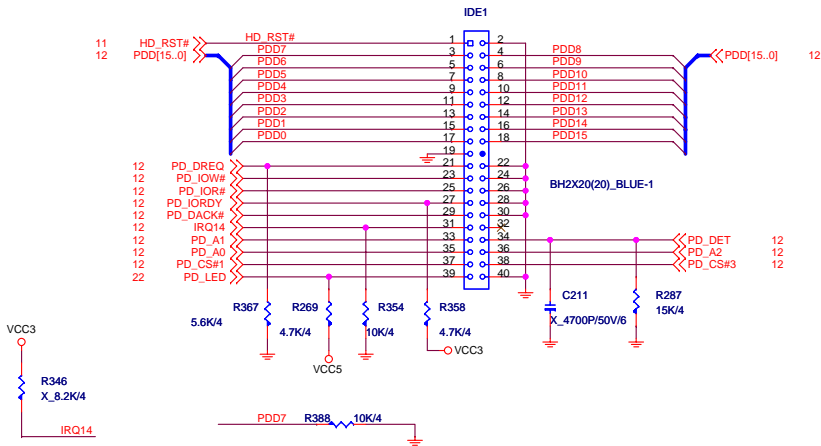 IDE1
11 HD_RST# HD_RST# 1 2
12 PDD[15..0] PDD7 3 4 PDD8 PDD[15..0] 12
PDD6 5 6 PDD9
PDD5 7 8 PDD10
PDD4 9 10 PDD11
PDD3 11 12 PDD12
PDD2 13 14 PDD13
PDD1 15 16 PDD14
PDD0 17 18 PDD15
19
12 PD_DREQ 21 22
12 PD_IOW# 23 24
12 PD_IOR# 25 26 BH2X20(20)_BLUE-1
12 PD_IORDY 27 28
12 PD_DACK# 29 30
12 IRQ14 31 32
12 PD_A1 33 34 PD_DET 12
12 PD_A0 35 36 PD_A2 12
12 PD_CS#1 37 38 PD_CS#3 12
22 PD_LED 39 40
R367 R269 R354 R358 C211 R287
5.6K/4 4.7K/4 10K/4 4.7K/4 X_4700P/50V/6 15K/4
VCC3 VCC3
VCC5
R346
X_8.2K/4
IRQ14
PDD7 R388 10K/4